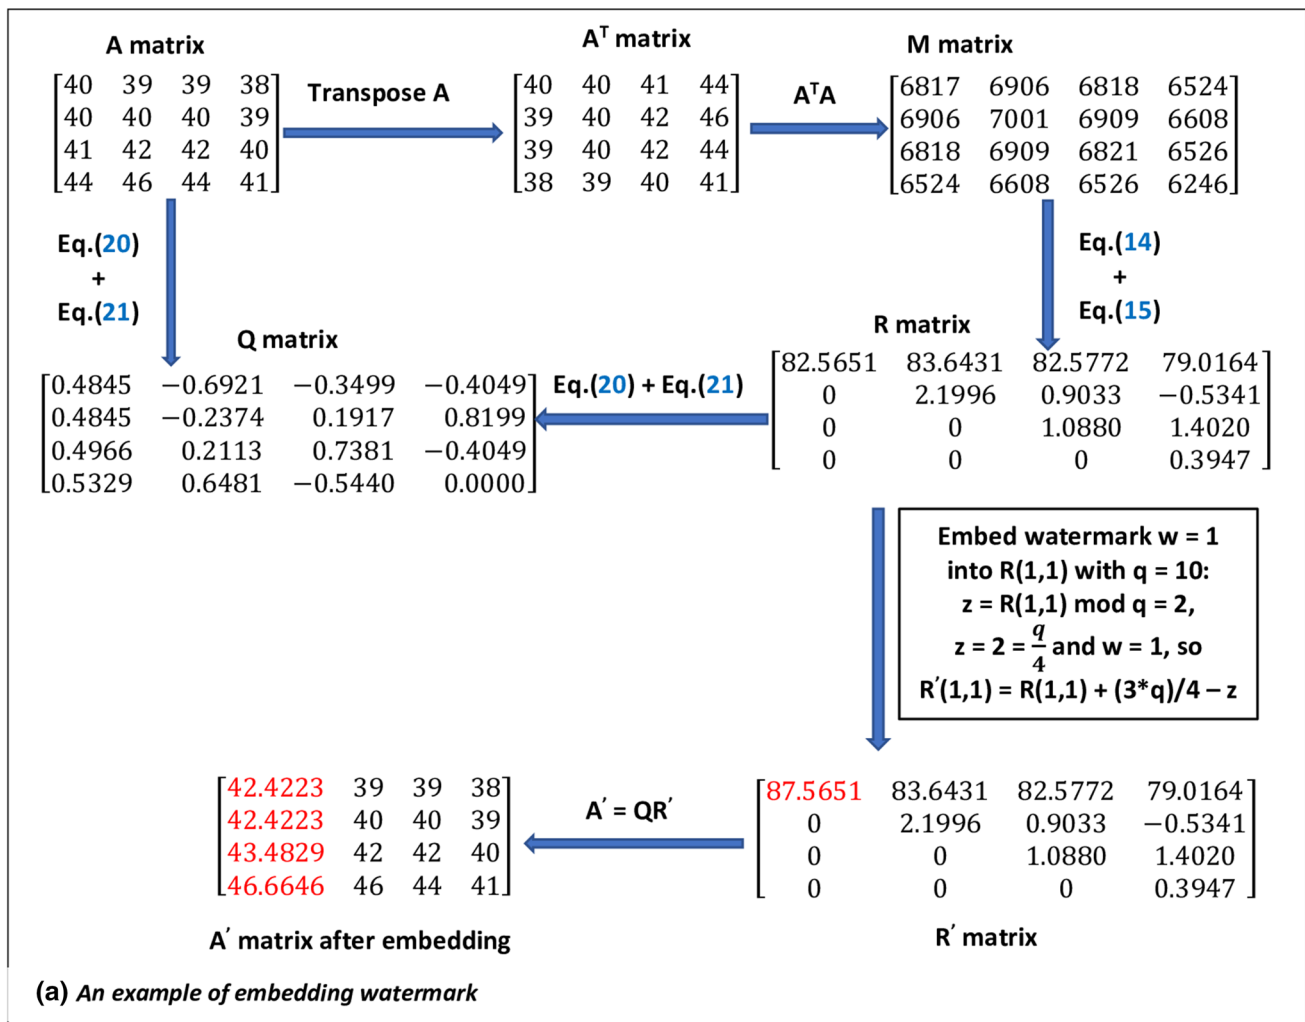 A matrix
Aᵀ matrix
M matrix
40 39 39 38
40 40 40 39
41 42 42 40
44 46 44 41
Transpose A
40 40 41 44
39 40 42 46
39 40 42 44
38 39 40 41
AᵀA
6817 6906 6818 6524
6906 7001 6909 6608
6818 6909 6821 6526
6524 6608 6526 6246
Eq.(20)
+
Eq.(21)
Eq.(14)
+
Eq.(15)
Q matrix
R matrix
0.4845 −0.6921 −0.3499 −0.4049
0.4845 −0.2374 0.1917 0.8199
0.4966 0.2113 0.7381 −0.4049
0.5329 0.6481 −0.5440 0.0000
Eq.(20) + Eq.(21)
82.5651 83.6431 82.5772 79.0164
0 2.1996 0.9033 −0.5341
0 0 1.0880 1.4020
0 0 0 0.3947
Embed watermark w = 1
into R(1,1) with q = 10:
z = R(1,1) mod q = 2,
z = 2 = q/4 and w = 1, so
R′(1,1) = R(1,1) + (3*q)/4 – z
42.4223 39 39 38
42.4223 40 40 39
43.4829 42 42 40
46.6646 46 44 41
A′ = QR′
87.5651 83.6431 82.5772 79.0164
0 2.1996 0.9033 −0.5341
0 0 1.0880 1.4020
0 0 0 0.3947
A′ matrix after embedding
R′ matrix
(a) An example of embedding watermark